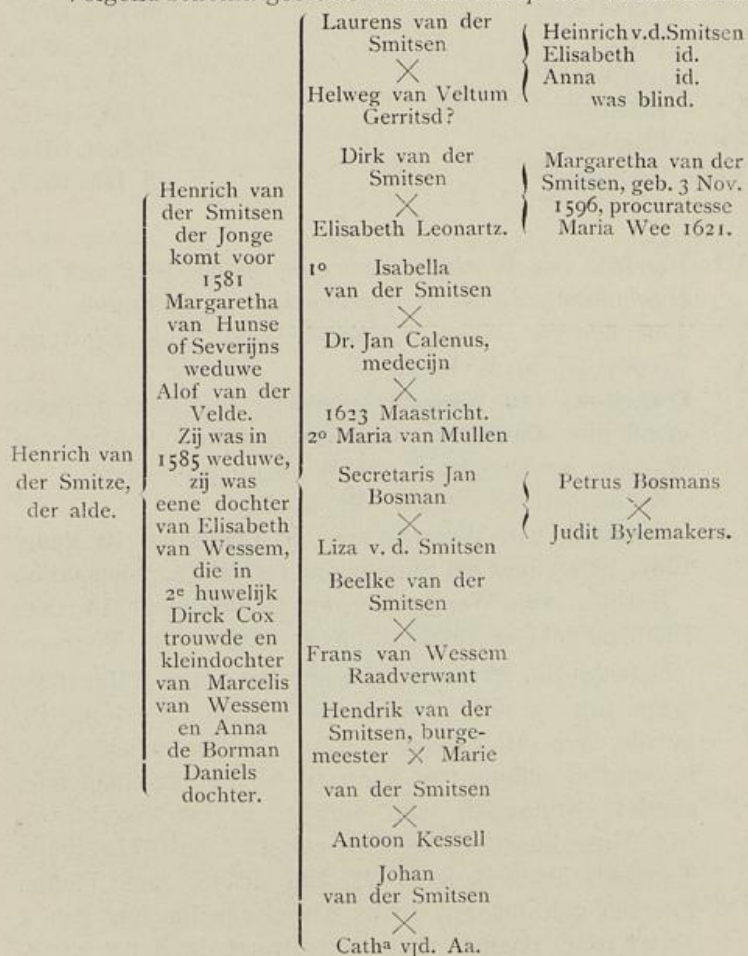 Henrich van
der Smitze,
der alde.
Henrich van
der Smitsen
der Jonge
komt voor
1581
Margaretha
van Hunse
of Severijns
weduwe
Alof van der
Velde.
Zij was in
1585 weduwe,
zij was
eene dochter
van Elisabeth
van Wessem,
die in
2e huwelijk
Dirck Cox
trouwde en
kleindochter
van Marcelis
van Wessem
en Anna
de Borman
Daniels
dochter.
Laurens van der
Smitsen
×
Helweg van Veltum
Gerritsd?
Heinrich v.d. Smitsen
Elisabeth id.
Anna id.
was blind.
Dirk van der
Smitsen
×
Elisabeth Leonartz.
Margaretha van der
Smitsen, geb. 3 Nov.
1596, procuratesse
Maria Wee 1621.
1º Isabella
van der Smitsen
×
Dr. Jan Calenus,
medecijn
×
1623 Maastricht.
2º Maria van Mullen
Secretaris Jan
Bosman
×
Liza v. d. Smitsen
Petrus Bosmans
×
Judit Bylemakers.
Beelke van der
Smitsen
×
Frans van Wessem
Raadverwant
Hendrik van der
Smitsen, burge-
meester × Marie
van der Smitsen
×
Antoon Kessell
Johan
van der Smitsen
×
Catha v/d. Aa.